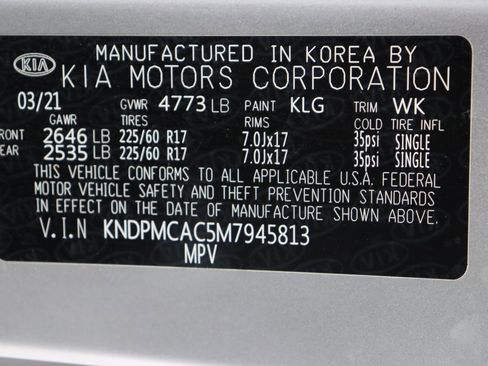 MANUFACTURED IN KOREA BY
KIA KIA MOTORS CORPORATION
03/21 GVWR 4773 LB PAINT KLG TRIM WK
GAWR TIRES RIMS COLD TIRE INFL
FRONT 2646 LB 225/60 R17 7.0Jx17 35psi SINGLE
REAR 2535 LB 225/60 R17 7.0Jx17 35psi SINGLE
THIS VEHICLE CONFORMS TO ALL APPLICABLE U.S.A. FEDERAL
MOTOR VEHICLE SAFETY AND THEFT PREVENTION STANDARDS
IN EFFECT ON THE DATE OF MANUFACTURE SHOWN ABOVE.
V.I.N KNDPMCAC5M7945813
MPV